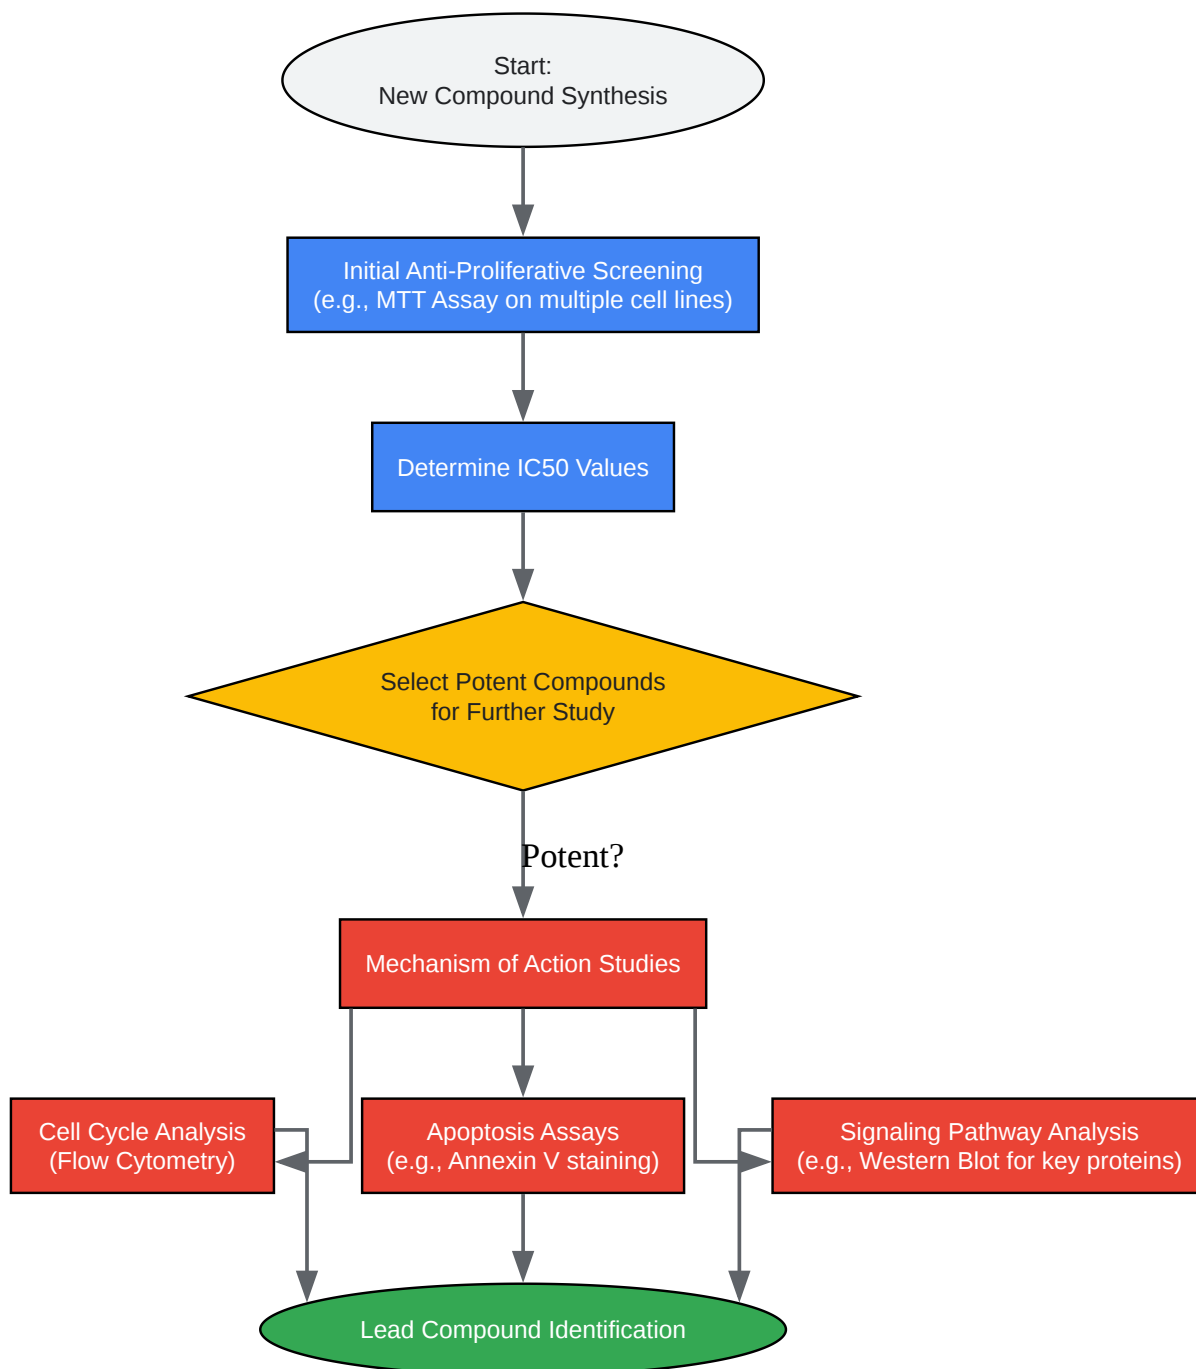 Start:
New Compound Synthesis
Initial Anti-Proliferative Screening
(e.g., MTT Assay on multiple cell lines)
Determine IC50 Values
Select Potent Compounds
for Further Study
Potent?
Mechanism of Action Studies
Cell Cycle Analysis
(Flow Cytometry)
Apoptosis Assays
(e.g., Annexin V staining)
Signaling Pathway Analysis
(e.g., Western Blot for key proteins)
Lead Compound Identification